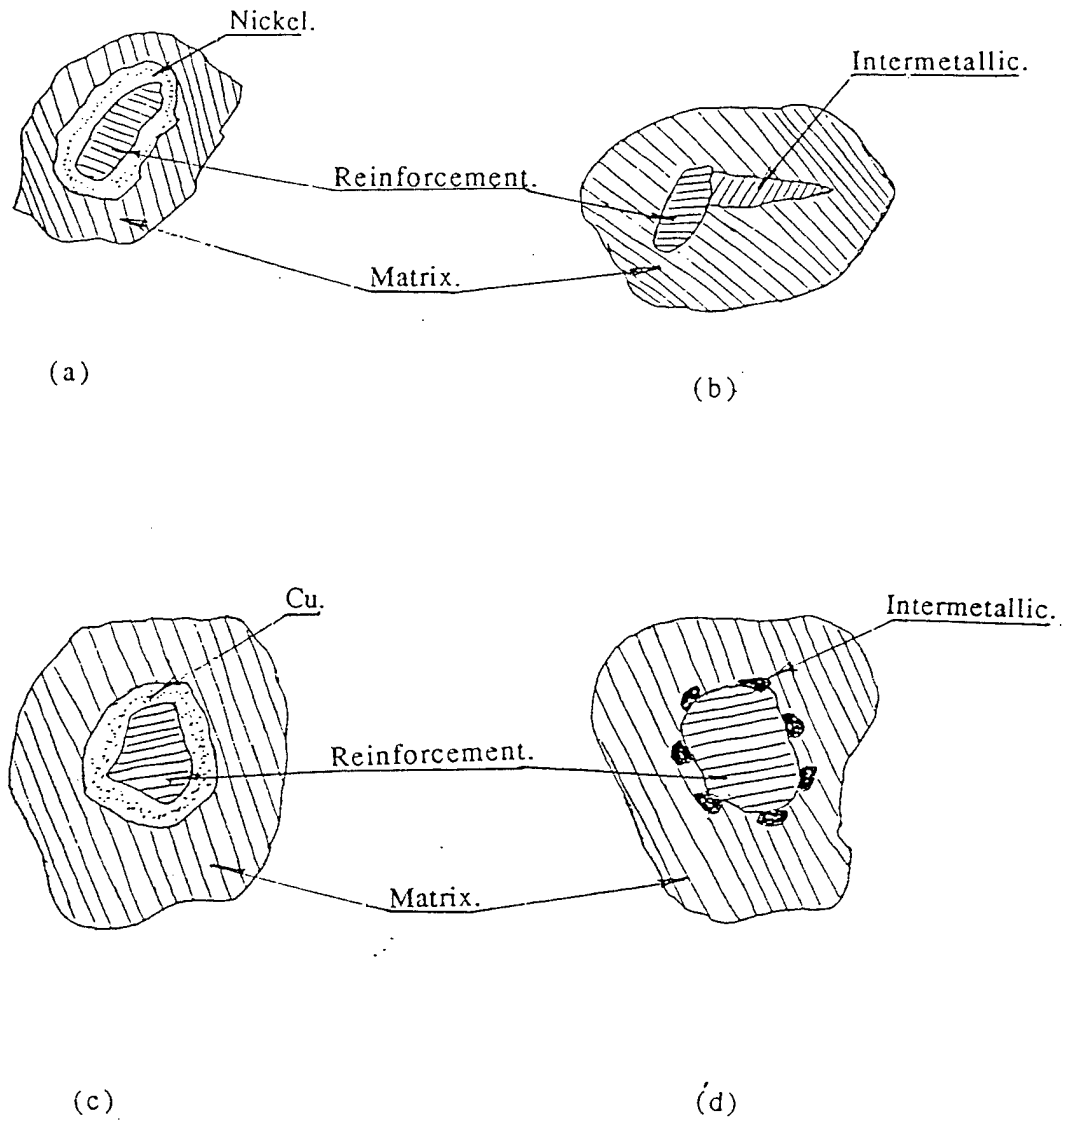 Nickel.
Intermetallic.
Reinforcement.
Matrix.
(a)
(b)
Cu.
Intermetallic.
Reinforcement.
Matrix.
(c)
(d)